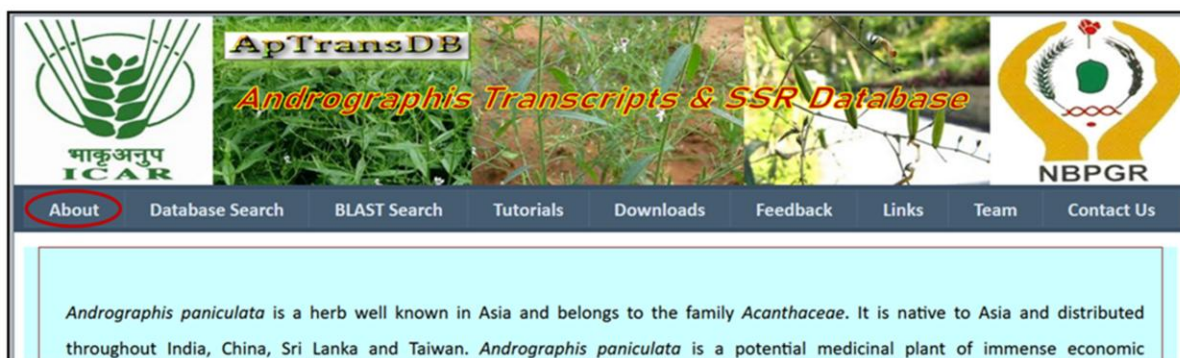 ApTransDB
Andrographis Transcripts & SSR Database
भाकृअनुप
ICAR
NBPGR
About Database Search BLAST Search Tutorials Downloads Feedback Links Team Contact Us
Andrographis paniculata is a herb well known in Asia and belongs to the family Acanthaceae. It is native to Asia and distributed
throughout India, China, Sri Lanka and Taiwan. Andrographis paniculata is a potential medicinal plant of immense economic